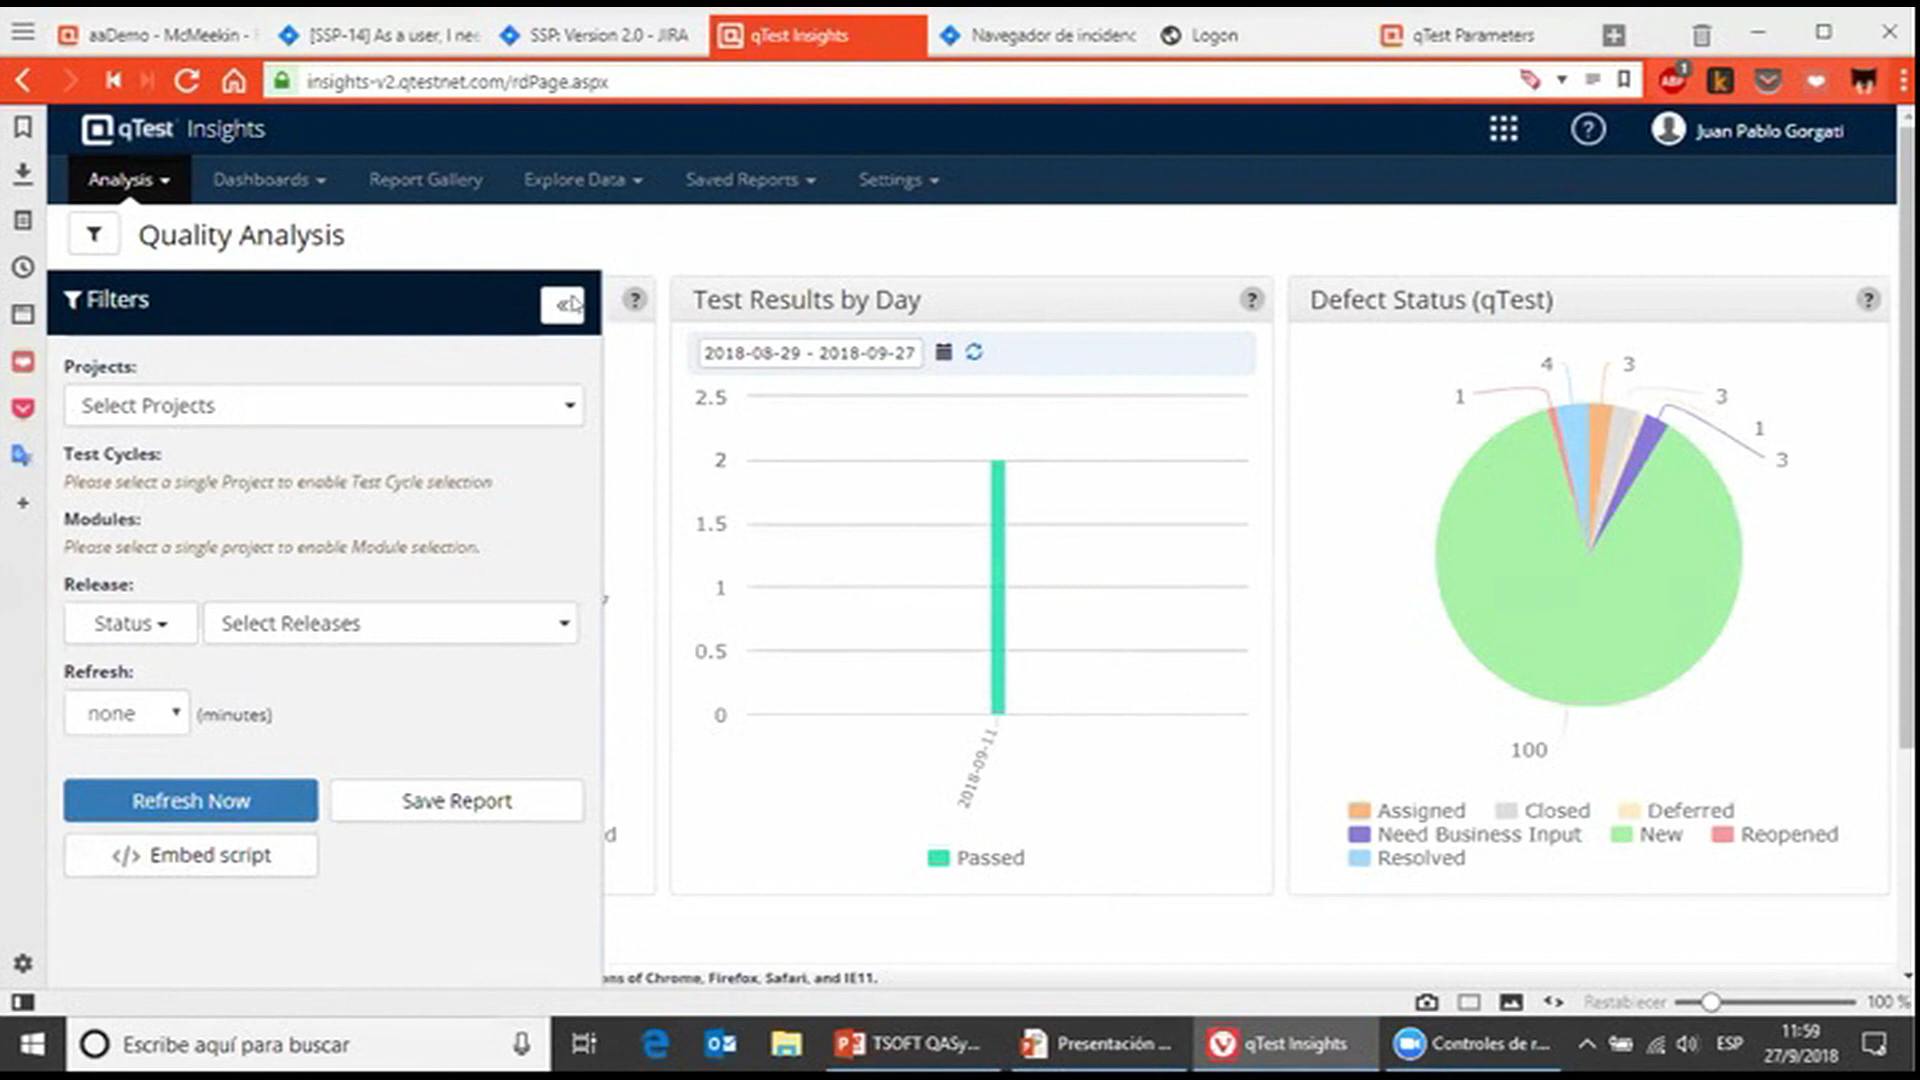 aaDemo - McMeekin -
[SSP-14] As a user, I nee
SSP: Version 2.0 - JIRA
qTest Insights
Navegador de incidenc
Logon
qTest Parameters
insights-v2.qtestnet.com/rdPage.aspx
ABP
1
k
qTest Insights
?
Juan Pablo Gorgati
Analysis
Dashboards
Report Gallery
Explore Data
Saved Reports
Settings
Quality Analysis
Filters
«
?
Test Results by Day
?
Defect Status (qTest)
?
Projects:
Select Projects
Test Cycles:
Please select a single Project to enable Test Cycle selection
Modules:
Please select a single project to enable Module selection.
Release:
Status
Select Releases
Refresh:
none
(minutes)
Refresh Now
Save Report
</> Embed script
d
2018-08-29 - 2018-09-27
2.5
2
1.5
1
0.5
0
2018-09-11
Passed
4
3
1
3
1
3
100
Assigned
Closed
Deferred
Need Business Input
New
Reopened
Resolved
ons of Chrome, Firefox, Safari, and IE11.
Restablecer
100 %
Escribe aquí para buscar
TSOFT QASy...
Presentación ...
qTest Insights
Controles de r...
ESP
11:59
27/9/2018